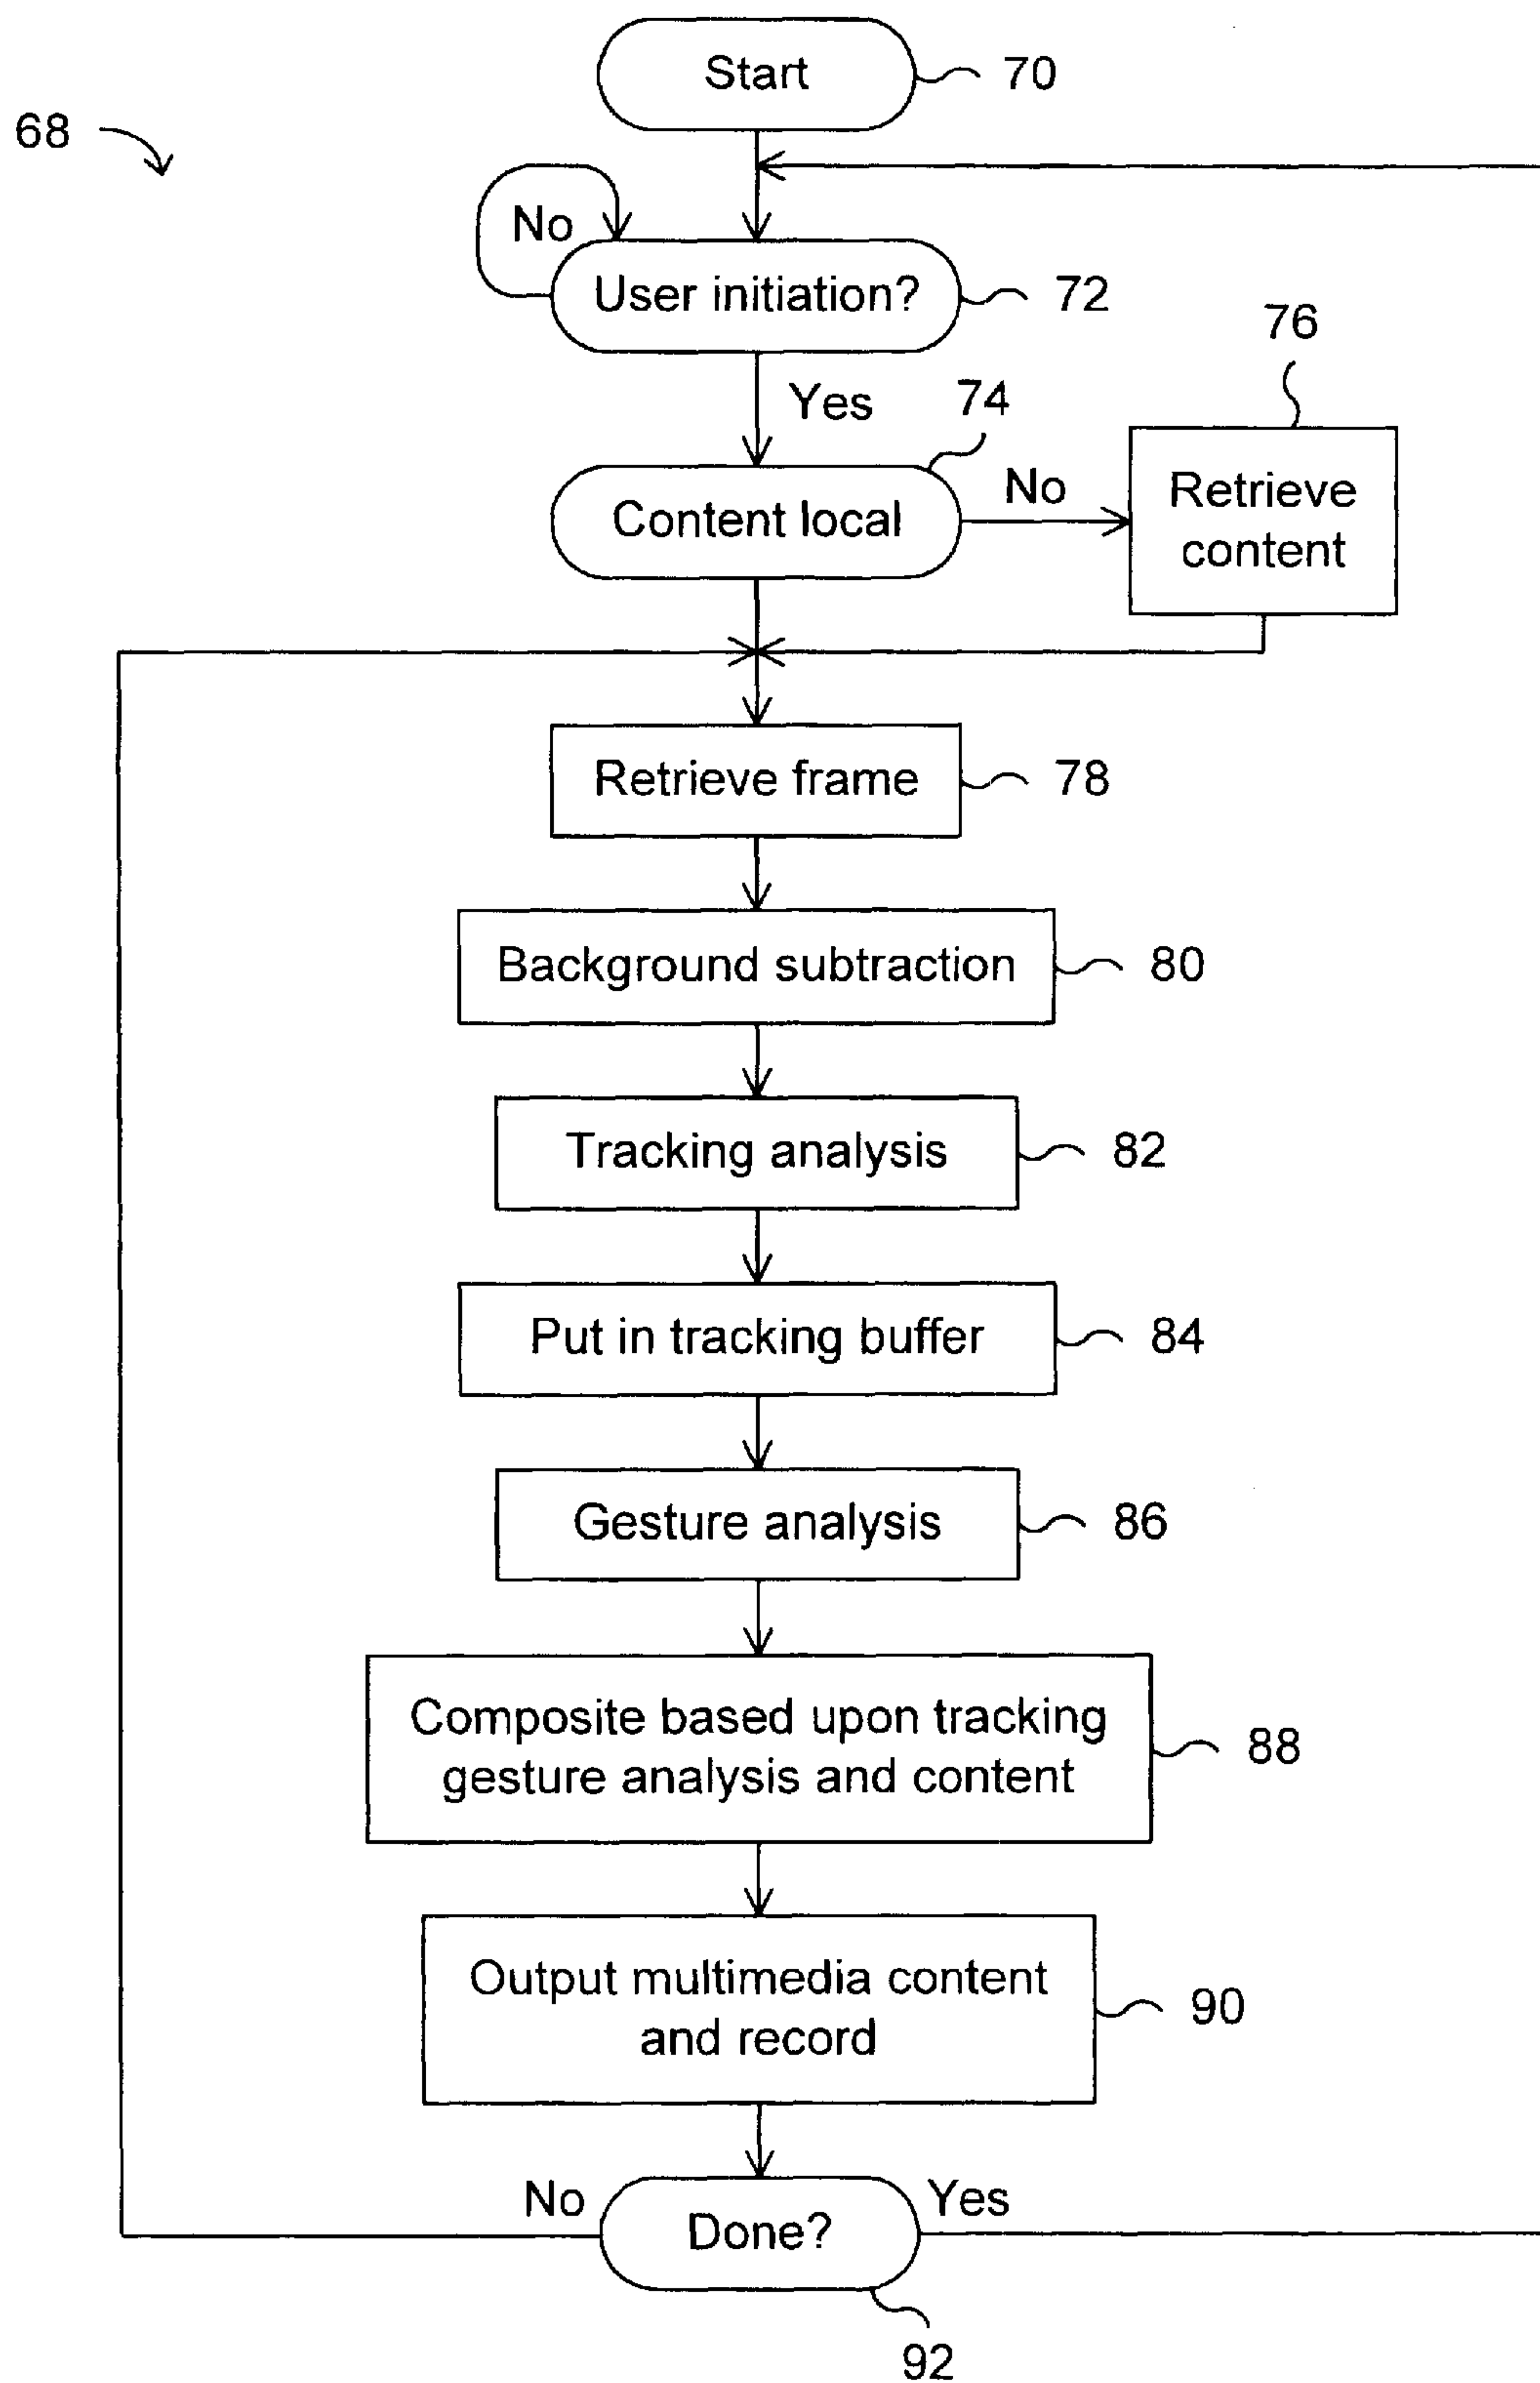 Start
70
68
No
User initiation?
72
76
Yes
74
Content local
No
Retrieve
content
Retrieve frame
78
Background subtraction
80
Tracking analysis
82
Put in tracking buffer
84
Gesture analysis
86
Composite based upon tracking
gesture analysis and content
88
Output multimedia content
and record
90
No
Done?
Yes
92